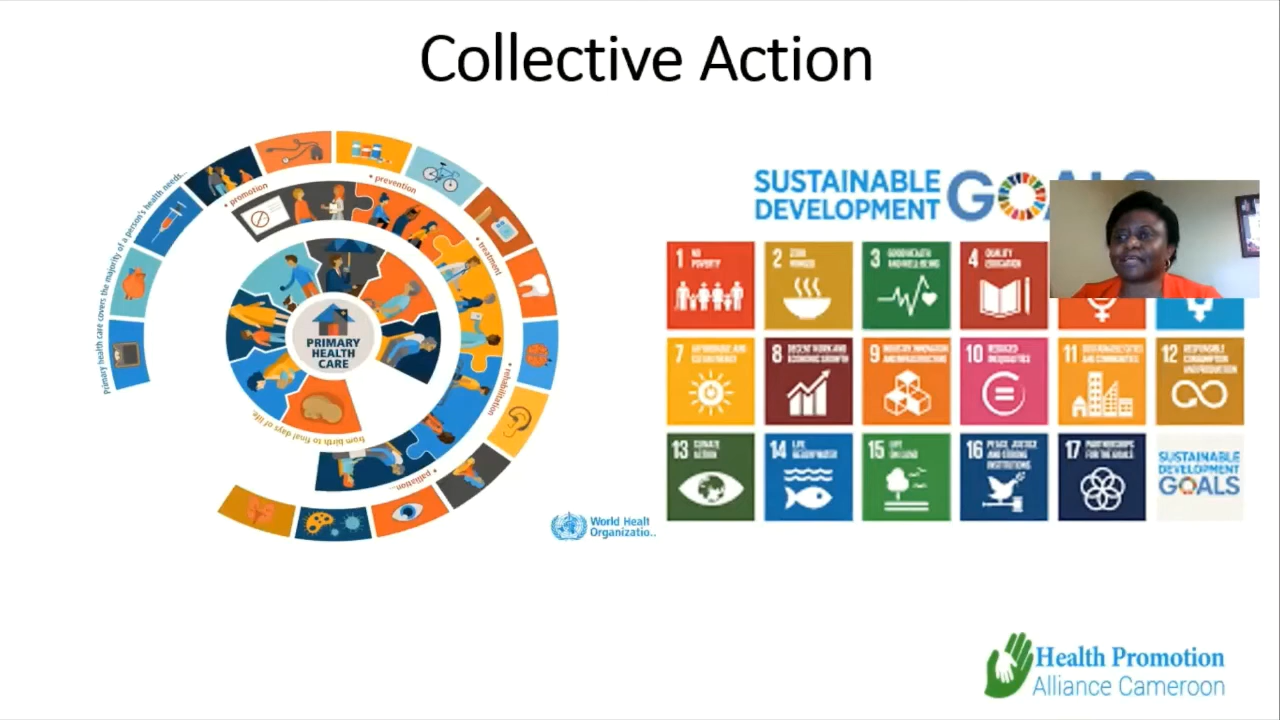 Collective Action
Primary health care covers the majority of a person's health needs...
• promotion
• prevention
• treatment
• rehabilitation
• palliation...
from birth to final days of life.
PRIMARY
HEALTH
CARE
World Healt
Organizatio..
SUSTAINABLE
DEVELOPMENT
GOALS
1 NO
POVERTY
2 ZERO
HUNGER
3 GOOD HEALTH
AND WELL-BEING
4 QUALITY
EDUCATION
7 AFFORDABLE AND
CLEAN ENERGY
8 DECENT WORK AND
ECONOMIC GROWTH
9 INDUSTRY, INNOVATION
AND INFRASTRUCTURE
10 REDUCED
INEQUALITIES
11 SUSTAINABLE CITIES
AND COMMUNITIES
12 RESPONSIBLE
CONSUMPTION
AND PRODUCTION
13 CLIMATE
ACTION
14 LIFE
BELOW WATER
15 LIFE
ON LAND
16 PEACE, JUSTICE
AND STRONG
INSTITUTIONS
17 PARTNERSHIPS
FOR THE GOALS
SUSTAINABLE
DEVELOPMENT
GOALS
Health Promotion
Alliance Cameroon